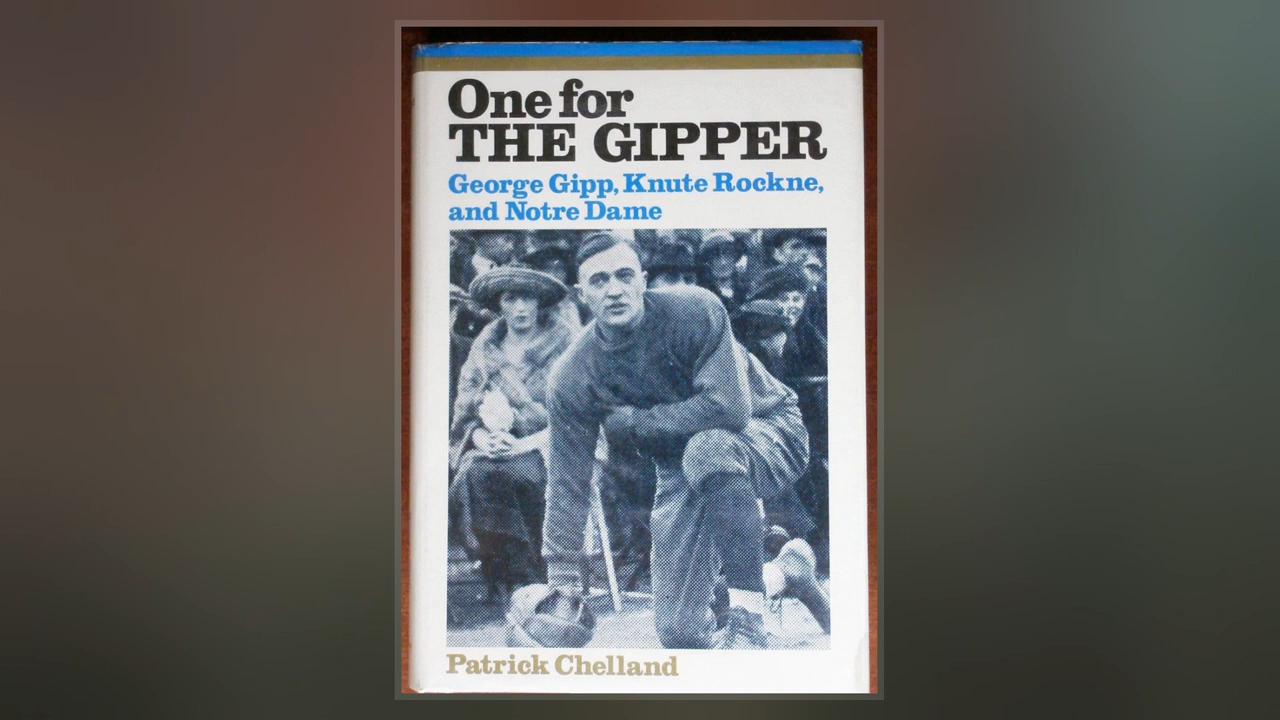 One for
THE GIPPER
George Gipp, Knute Rockne,
and Notre Dame
Patrick Chelland